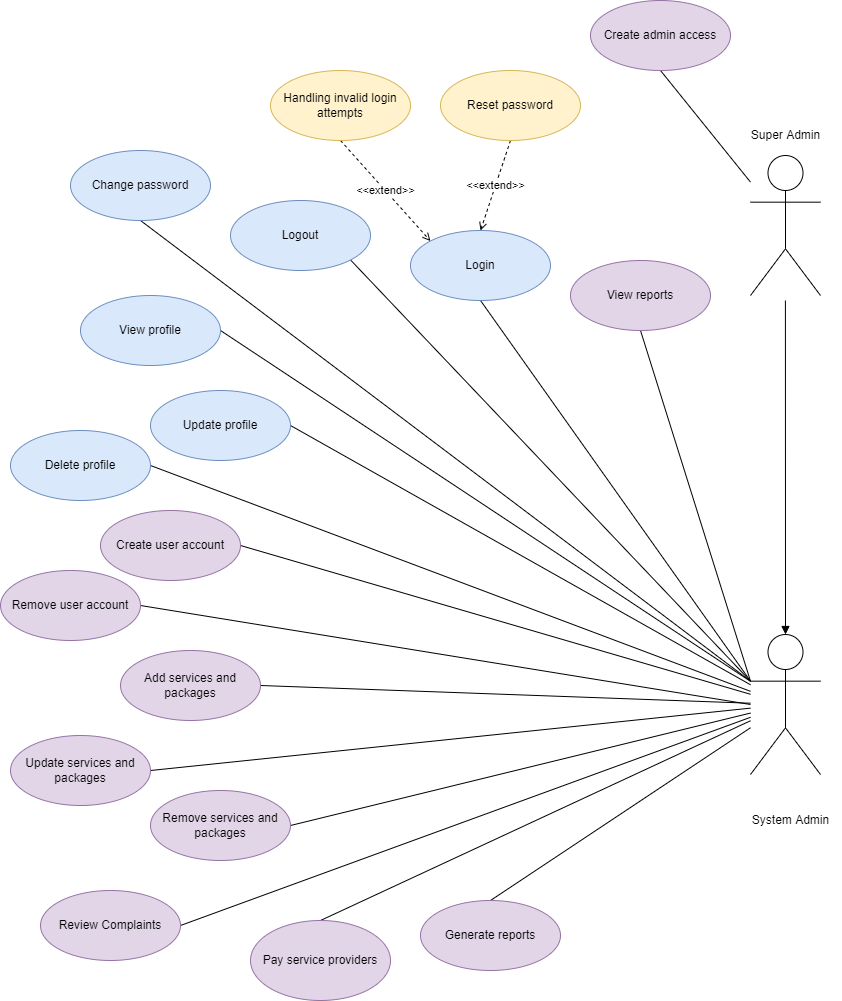 Create admin access
Handling invalid login
attempts
Reset password
Super Admin
Change password
<<extend>>
<<extend>>
Logout
Login
View reports
View profile
Update profile
Delete profile
Create user account
Remove user account
Add services and
packages
Update services and
packages
Remove services and
packages
System Admin
Review Complaints
Generate reports
Pay service providers